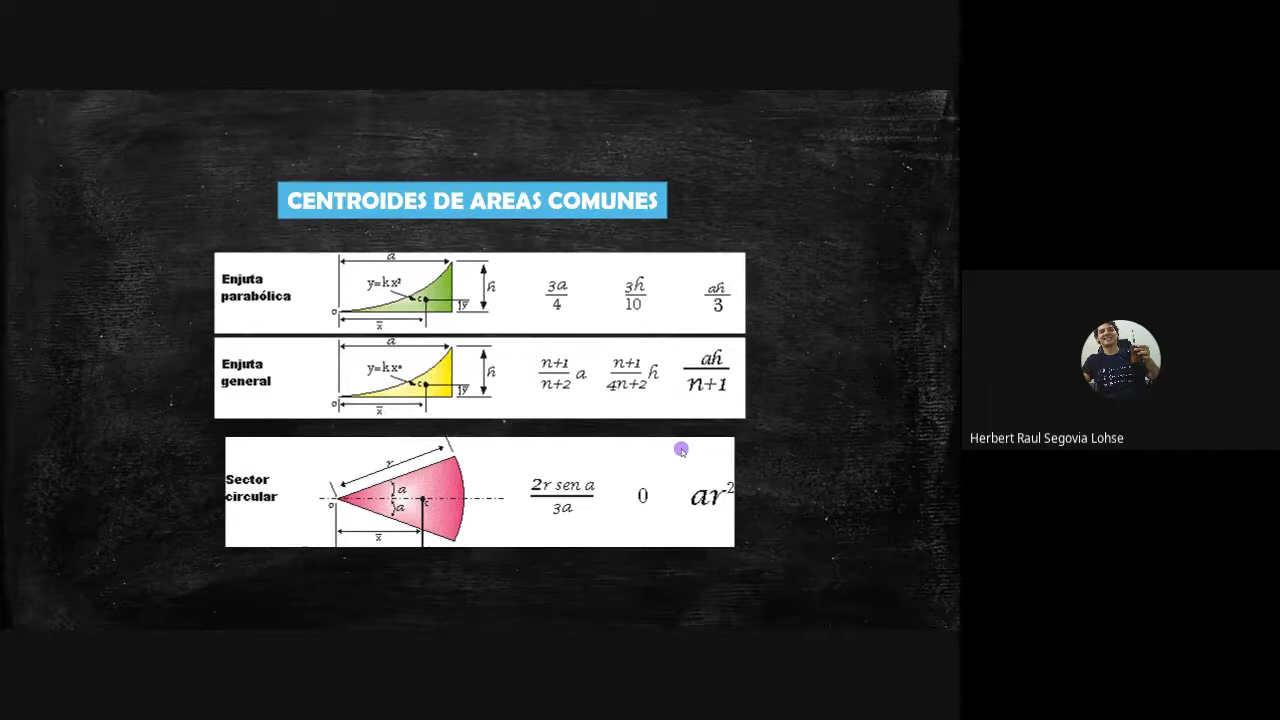 CENTROIDES DE AREAS COMUNES
Enjuta
parabólica
a
y=kx²
h
C
y̅
o
x̅
3a/4
3h/10
ah/3
Enjuta
general
a
y=kxⁿ
h
C
y̅
o
x̅
n+1/n+2 a
n+1/4n+2 h
ah/n+1
Sector
circular
r
a
a
o
C
x̅
2r sen a/3a
0
ar²
Herbert Raul Segovia Lohse